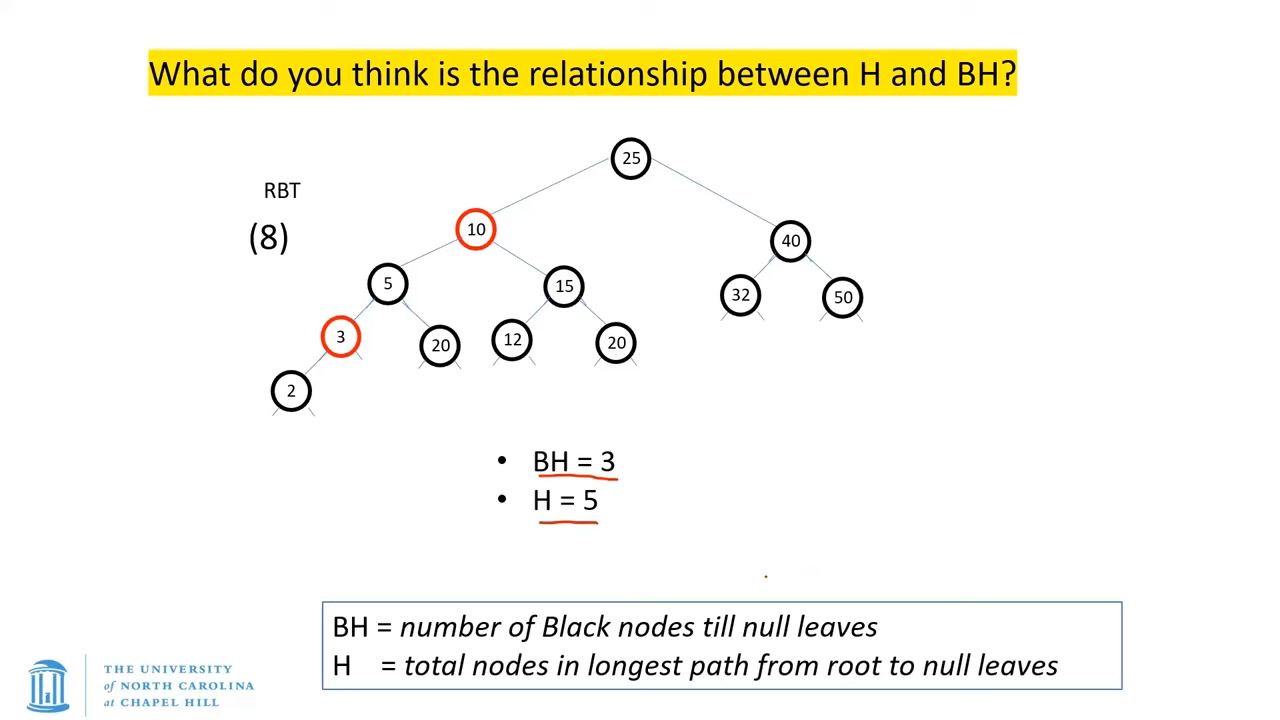 What do you think is the relationship between H and BH?
25
RBT
(8)
10
40
5
15
32
50
3
20
12
20
2
• BH = 3
• H = 5
BH = number of Black nodes till null leaves
H = total nodes in longest path from root to null leaves
THE UNIVERSITY
of NORTH CAROLINA
at CHAPEL HILL